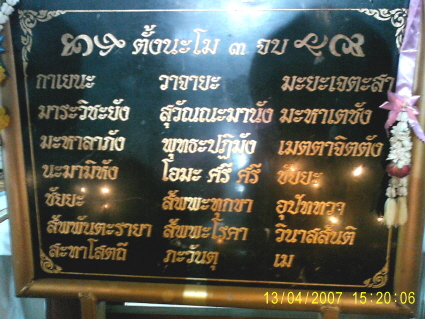 ตั้งนะโม ๓ จบ
กาเยนะ วาจายะ มะยะเจตะสา
มาระวิชะยัง สุวัณณะมานัง มะหาเตชัง
มะหาลาภัง พุทธะปฏิมัง เมตตาจิตตัง
นะมามิหัง โอมะ ศรี ศรี ชัยยะ
ชัยยะ สัพพะทุกขา อุปัททวา
สัพพันตะรายา สัพพะโรคา วินาสสันติ
สะทาโสตถี ภะวันตุ เม
13/04/2007 15:20:06